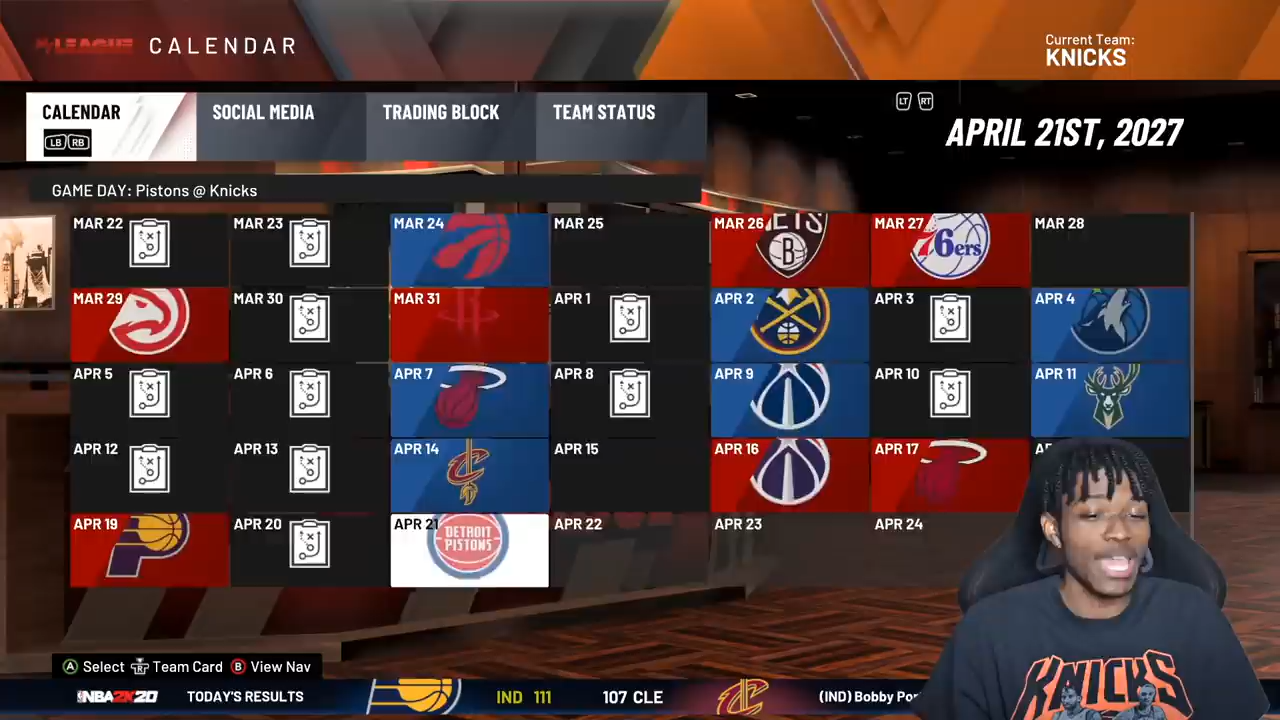 MyLEAGUE CALENDAR
Current Team:
KNICKS
CALENDAR
LB RB
SOCIAL MEDIA
TRADING BLOCK
TEAM STATUS
LT RT
APRIL 21ST, 2027
GAME DAY: Pistons @ Knicks
MAR 22 MAR 23 MAR 24 MAR 25 MAR 26 MAR 27 MAR 28
ETS
B
76ers
MAR 29 MAR 30 MAR 31 APR 1 APR 2 APR 3 APR 4
APR 5 APR 6 APR 7 APR 8 APR 9 APR 10 APR 11
APR 12 APR 13 APR 14 APR 15 APR 16 APR 17
APR 19 APR 20 APR 21 APR 22 APR 23 APR 24
DETROIT
PISTONS
A Select R Team Card B View Nav
KNICKS
NBA 2K20 TODAY'S RESULTS IND 111 107 CLE (IND) Bobby